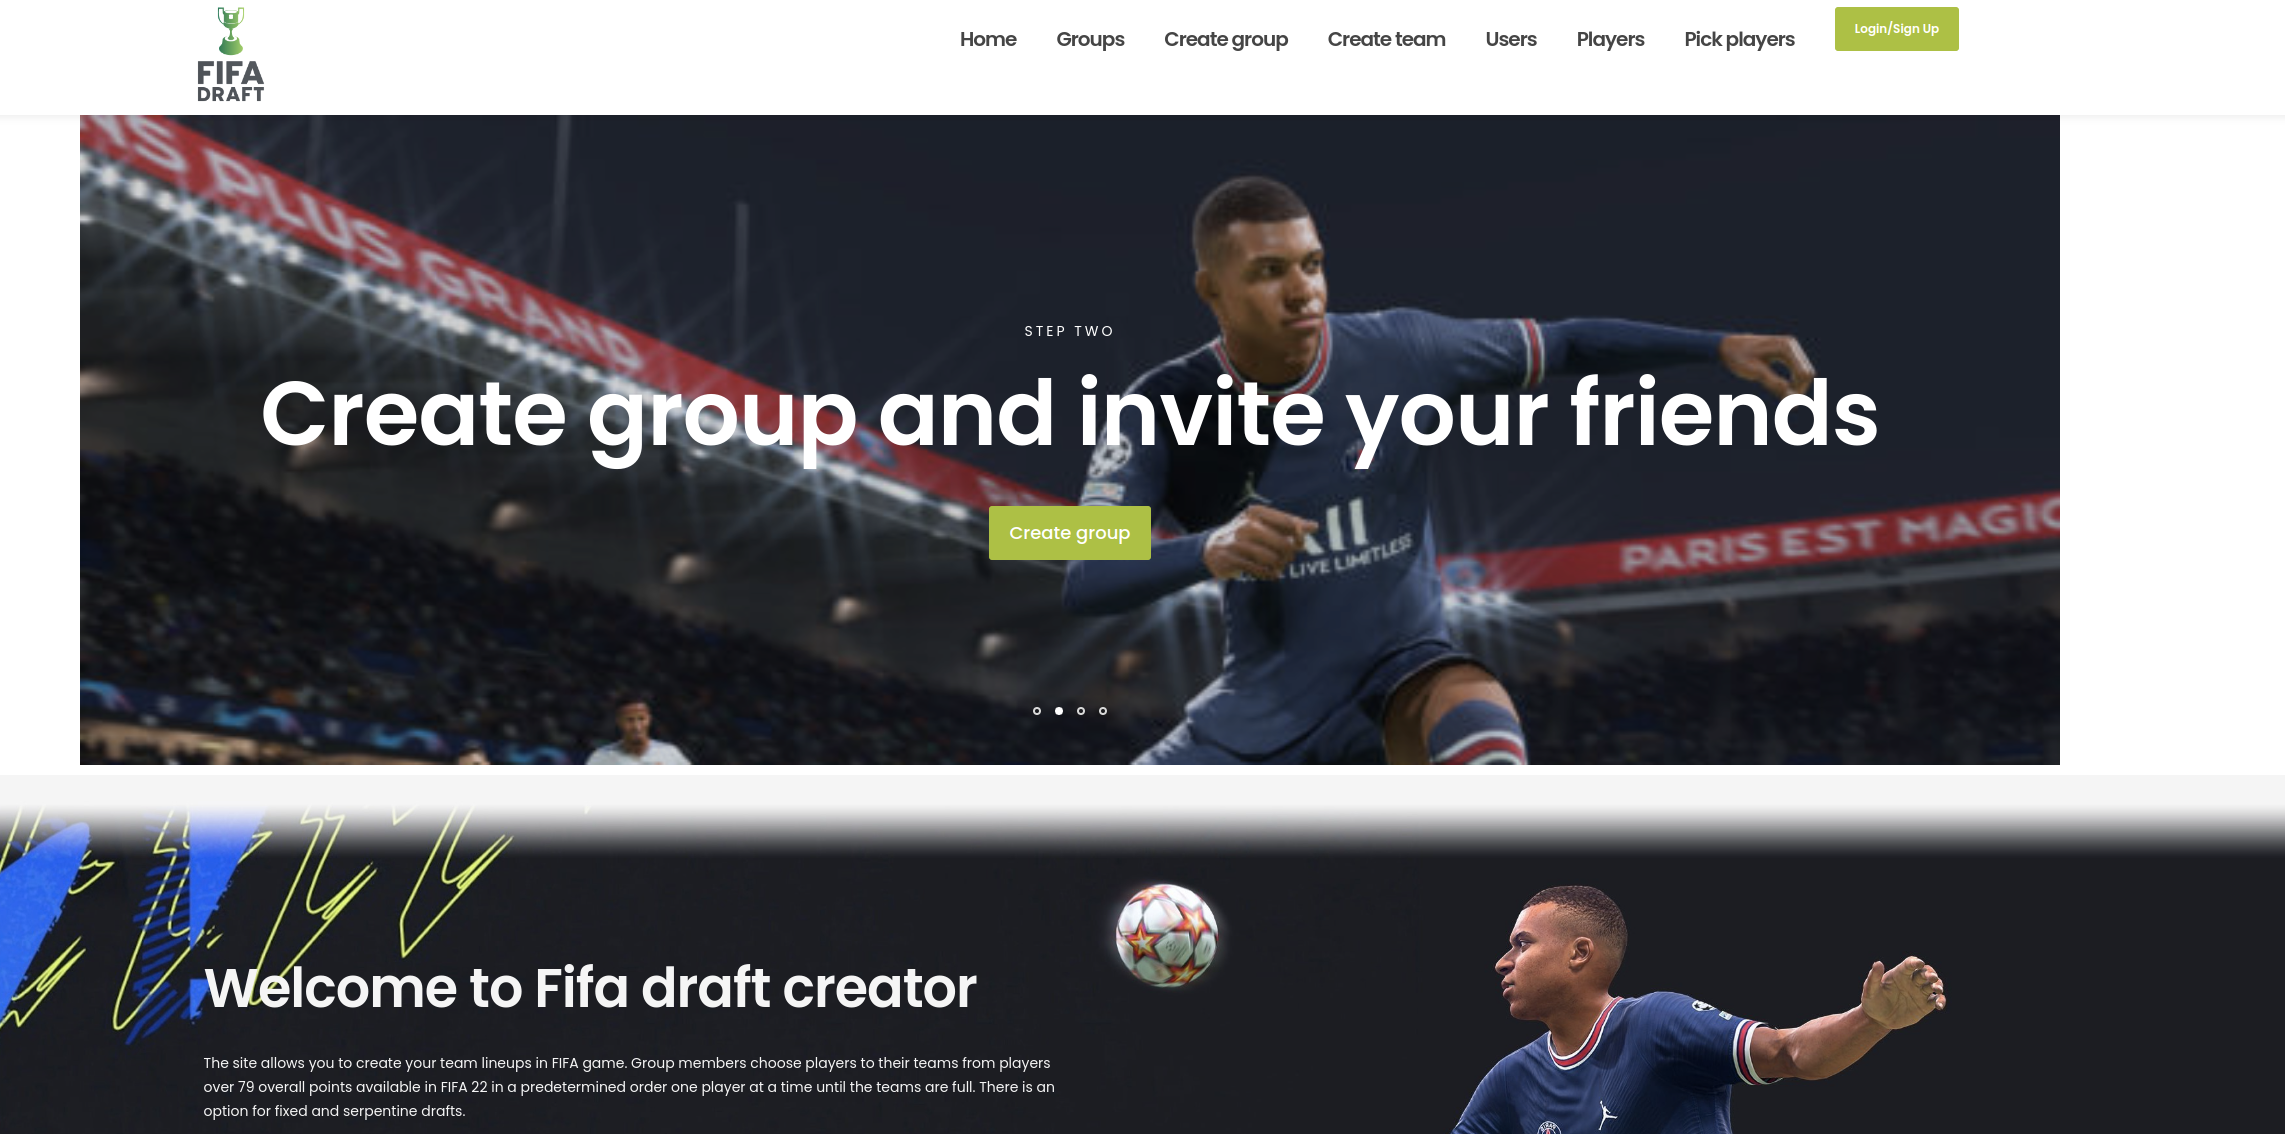 FIFA
DRAFT
Home Groups Create group Create team Users Players Pick players Login/Sign Up
NS PLUS GRAND
STEP TWO
Create group and invite your friends
Create group
LIVE LIMITLESS
PARIS EST MAGIC
Welcome to Fifa draft creator
The site allows you to create your team lineups in FIFA game. Group members choose players to their teams from players
over 79 overall points available in FIFA 22 in a predetermined order one player at a time until the teams are full. There is an
option for fixed and serpentine drafts.